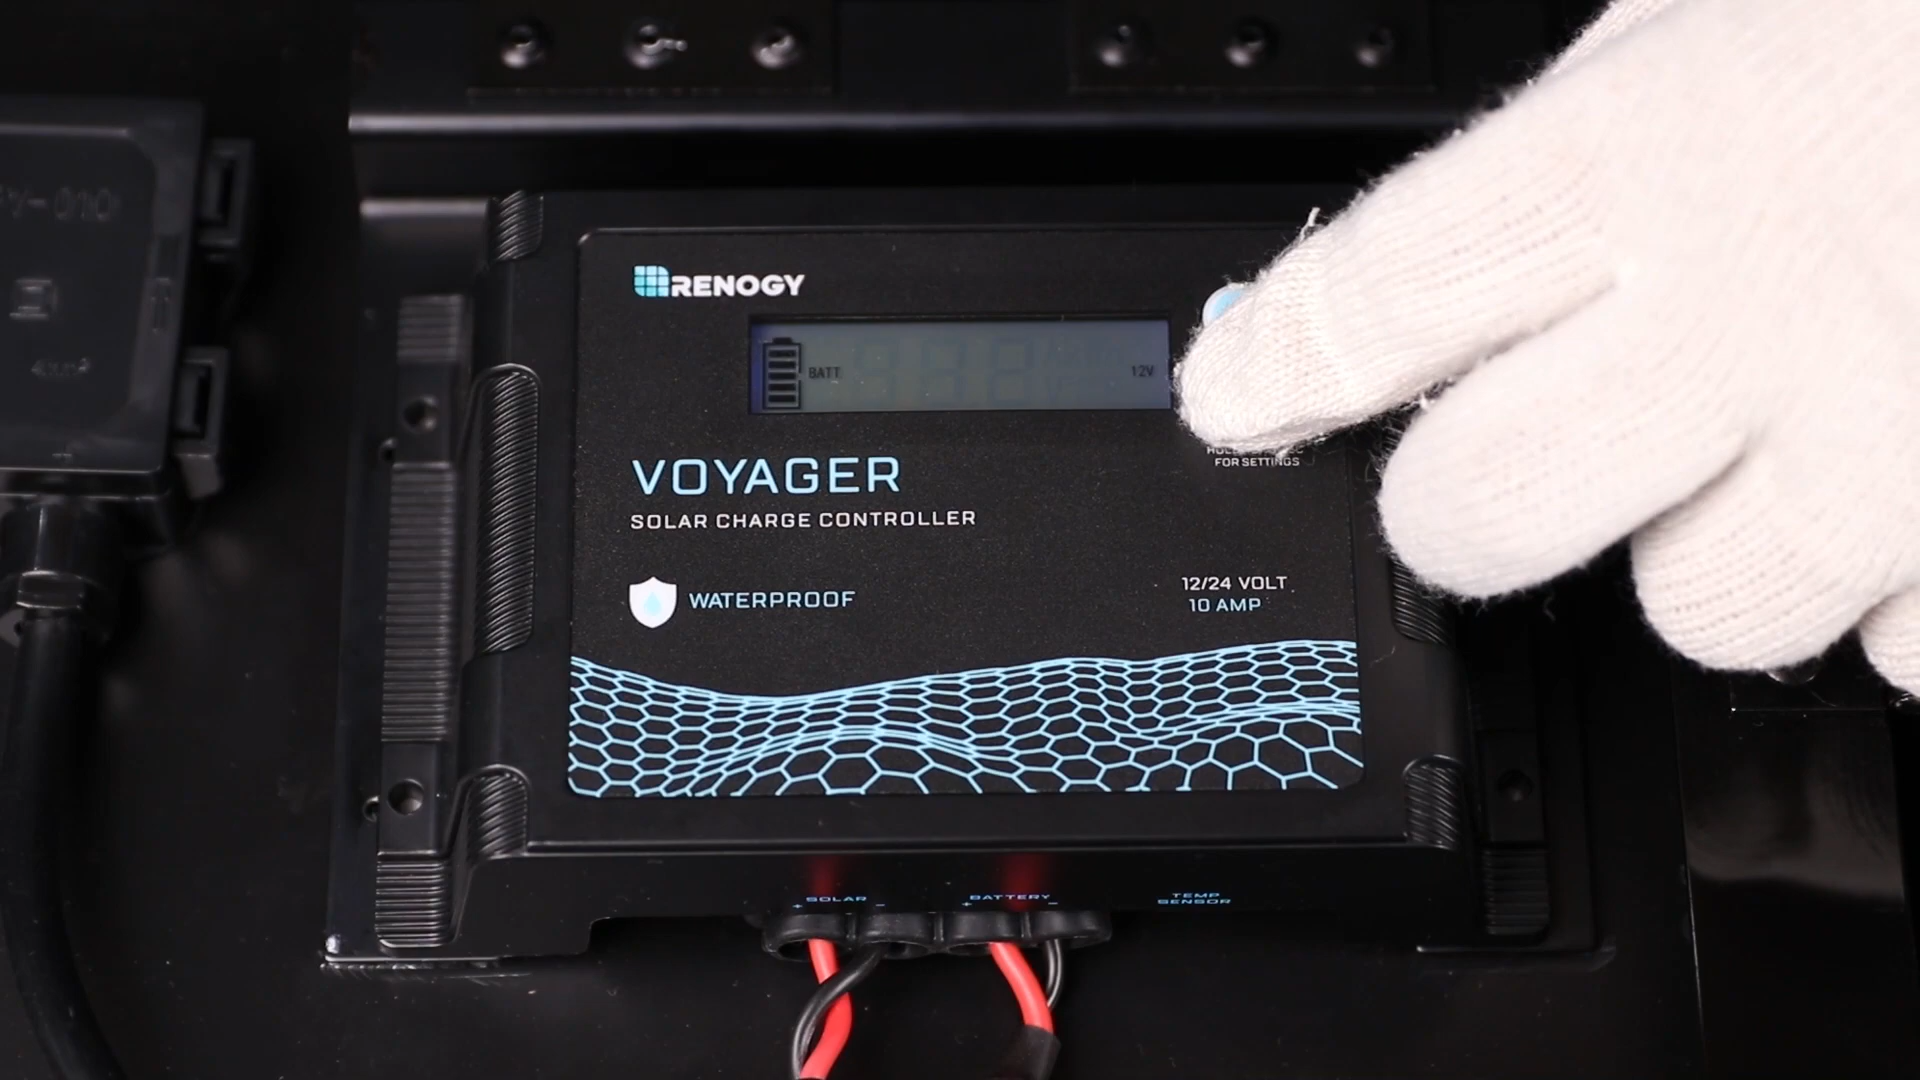 RENOGY
BATT
12V
FOR SETTINGS
VOYAGER
SOLAR CHARGE CONTROLLER
WATERPROOF
12/24 VOLT
10 AMP
SOLAR
+ -
BATTERY
+ -
TEMP
SENSOR